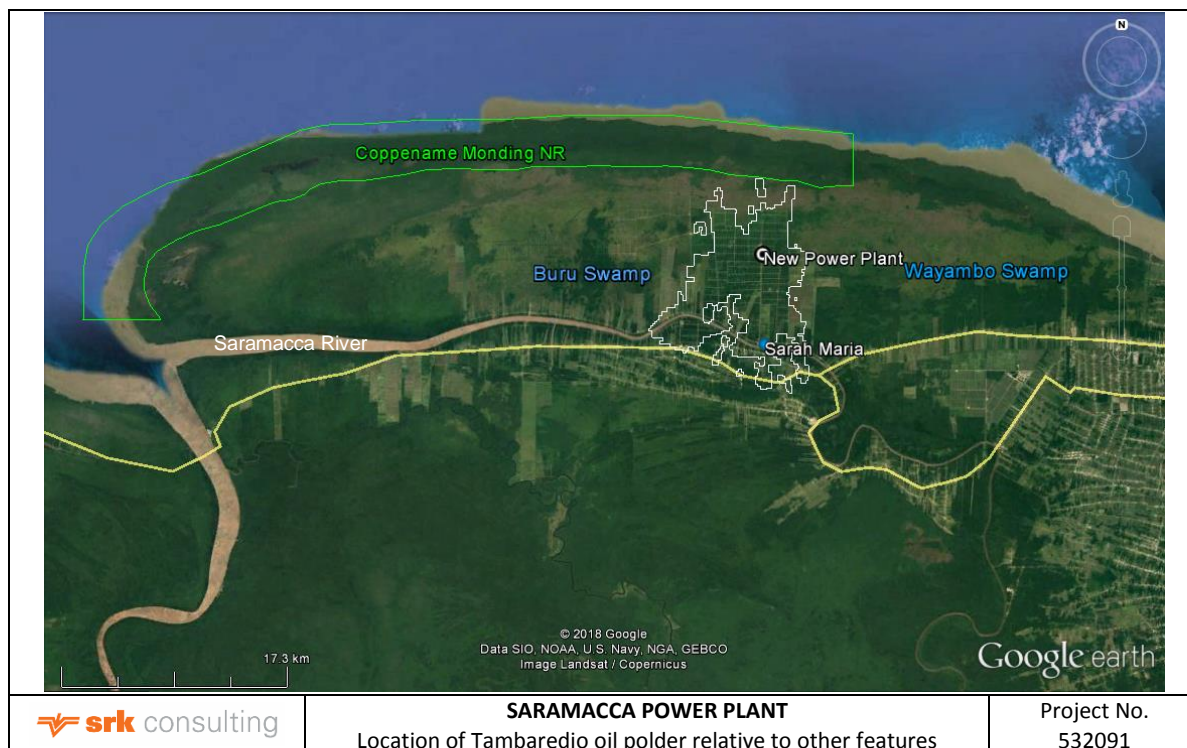 N
Coppename Monding NR
New Power Plant
Buru Swamp
Wayambo Swamp
Saramacca River
Sarah Maria
© 2018 Google
Data SIO, NOAA, U.S. Navy, NGA, GEBCO
Image Landsat / Copernicus
17.3 km
Google earth
srk consulting
SARAMACCA POWER PLANT
Location of Tambaredjo oil polder relative to other features
Project No.
532091